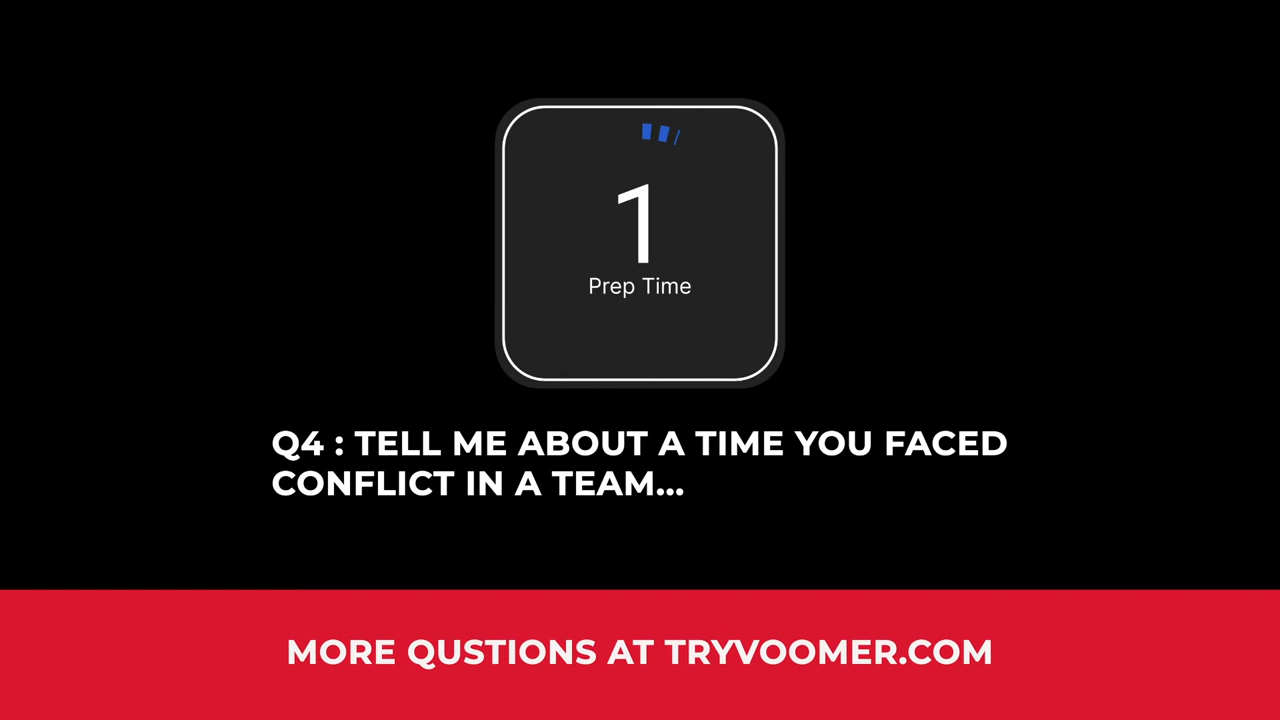 1
Prep Time
Q4 : TELL ME ABOUT A TIME YOU FACED
CONFLICT IN A TEAM...
MORE QUSTIONS AT TRYVOOMER.COM